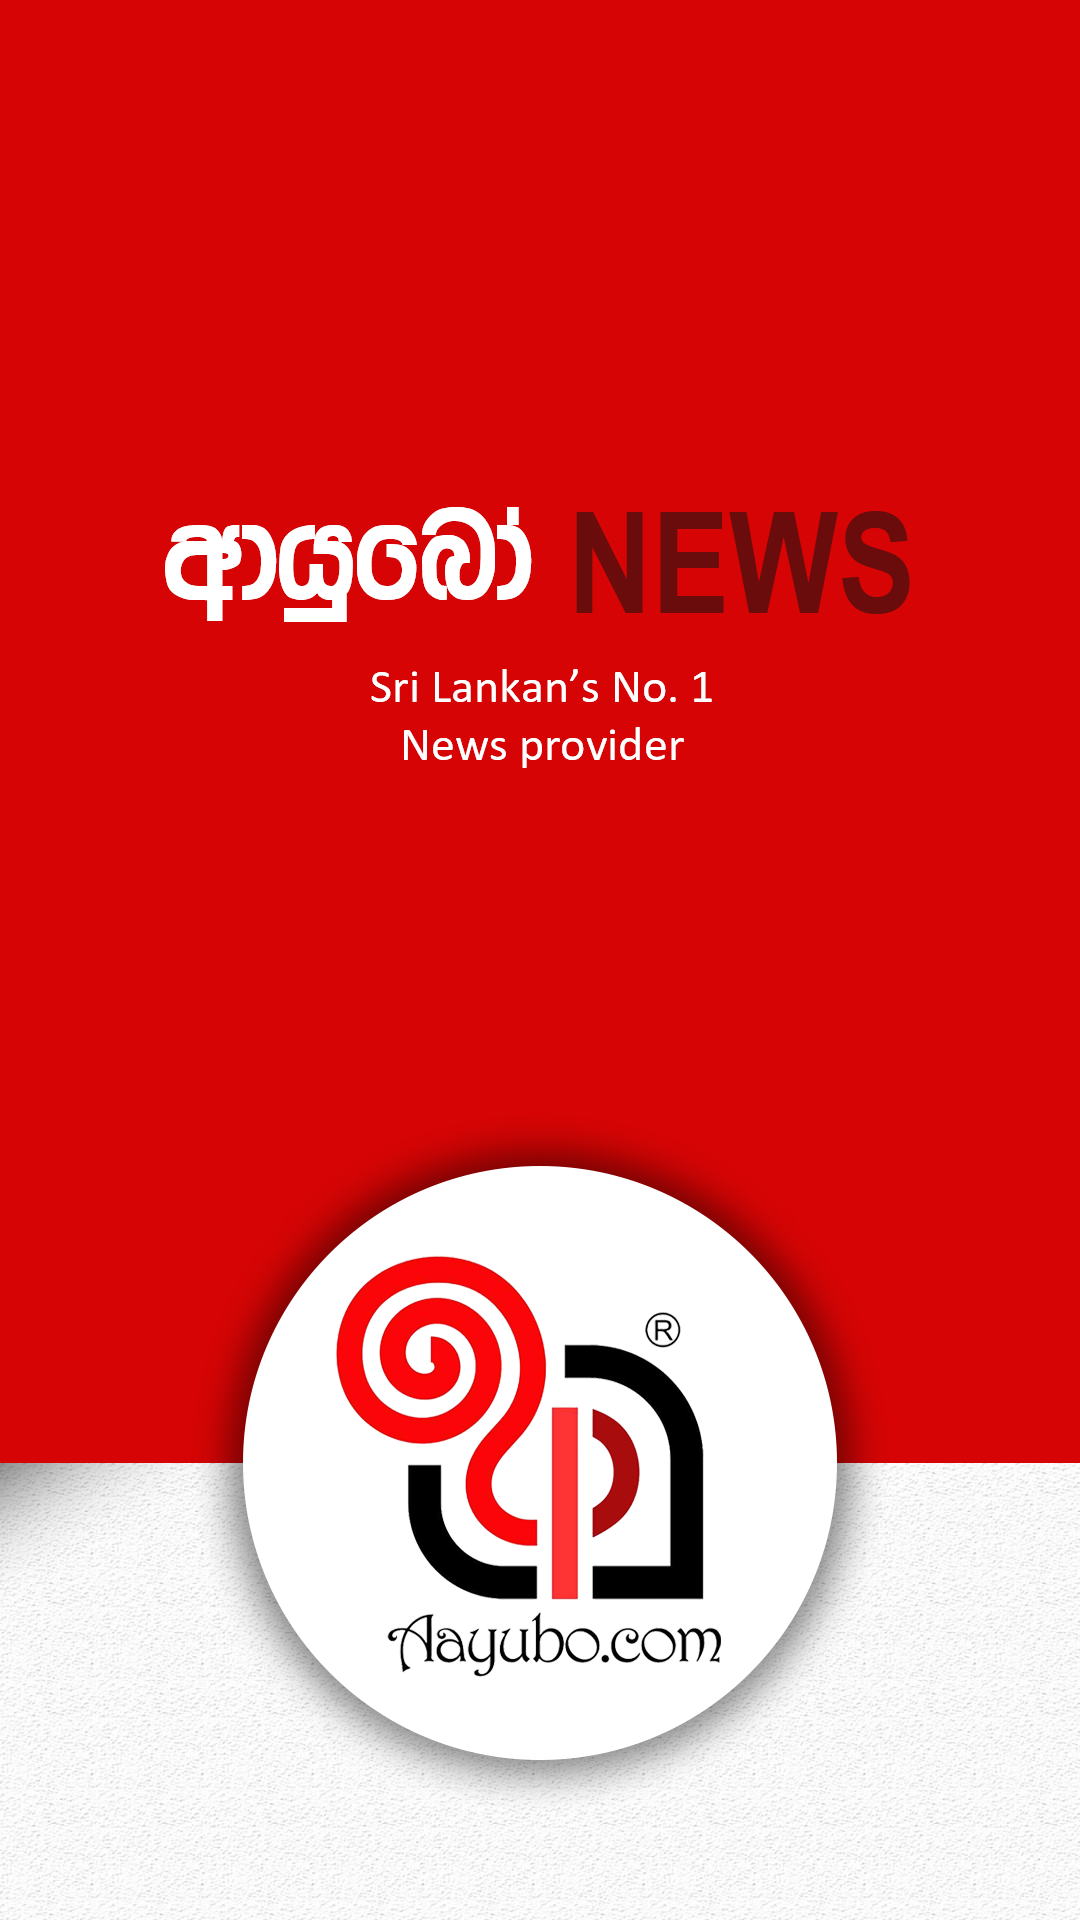 ආයුබෝ NEWS
Sri Lankan’s No. 1
News provider
®
Aayubo.com